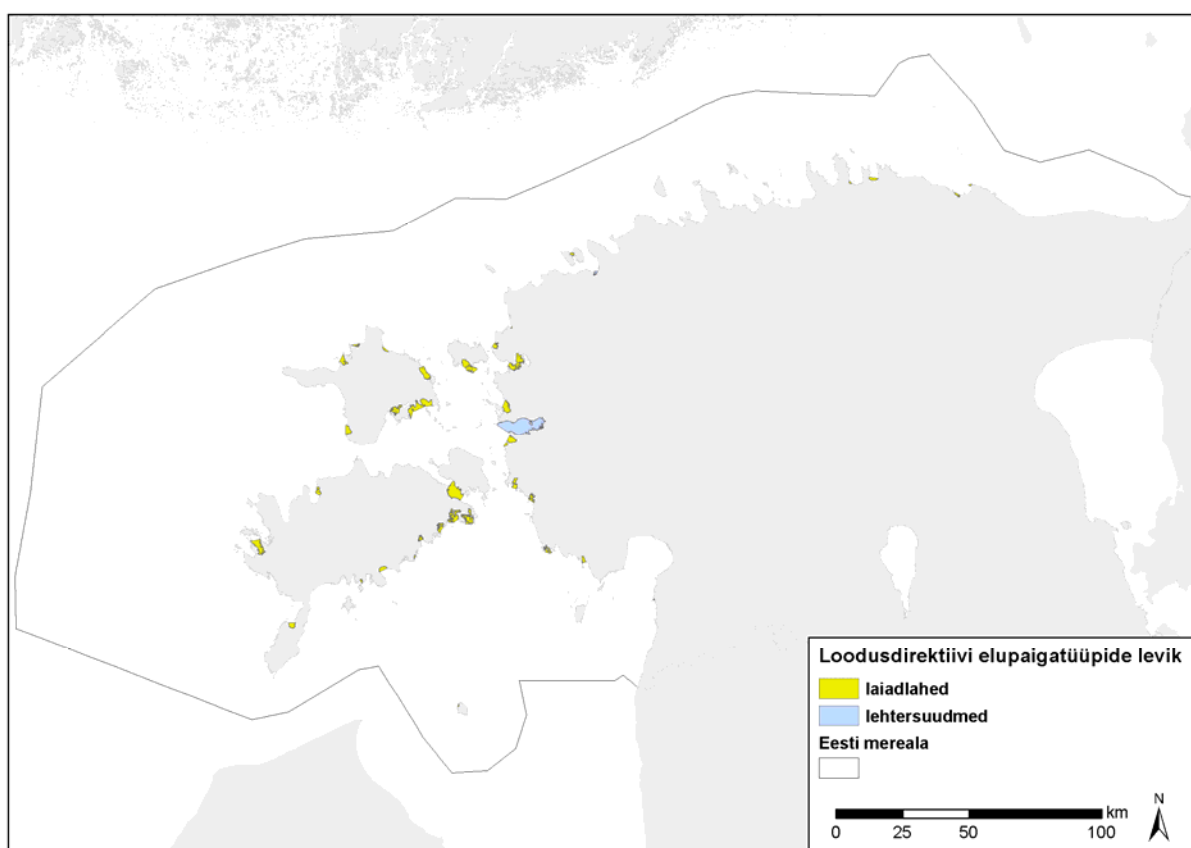 Loodusdirektiivi elupaigatüüpide levik
laiadlahed
lehtersuudmed
Eesti mereala
N
km
0 25 50 100